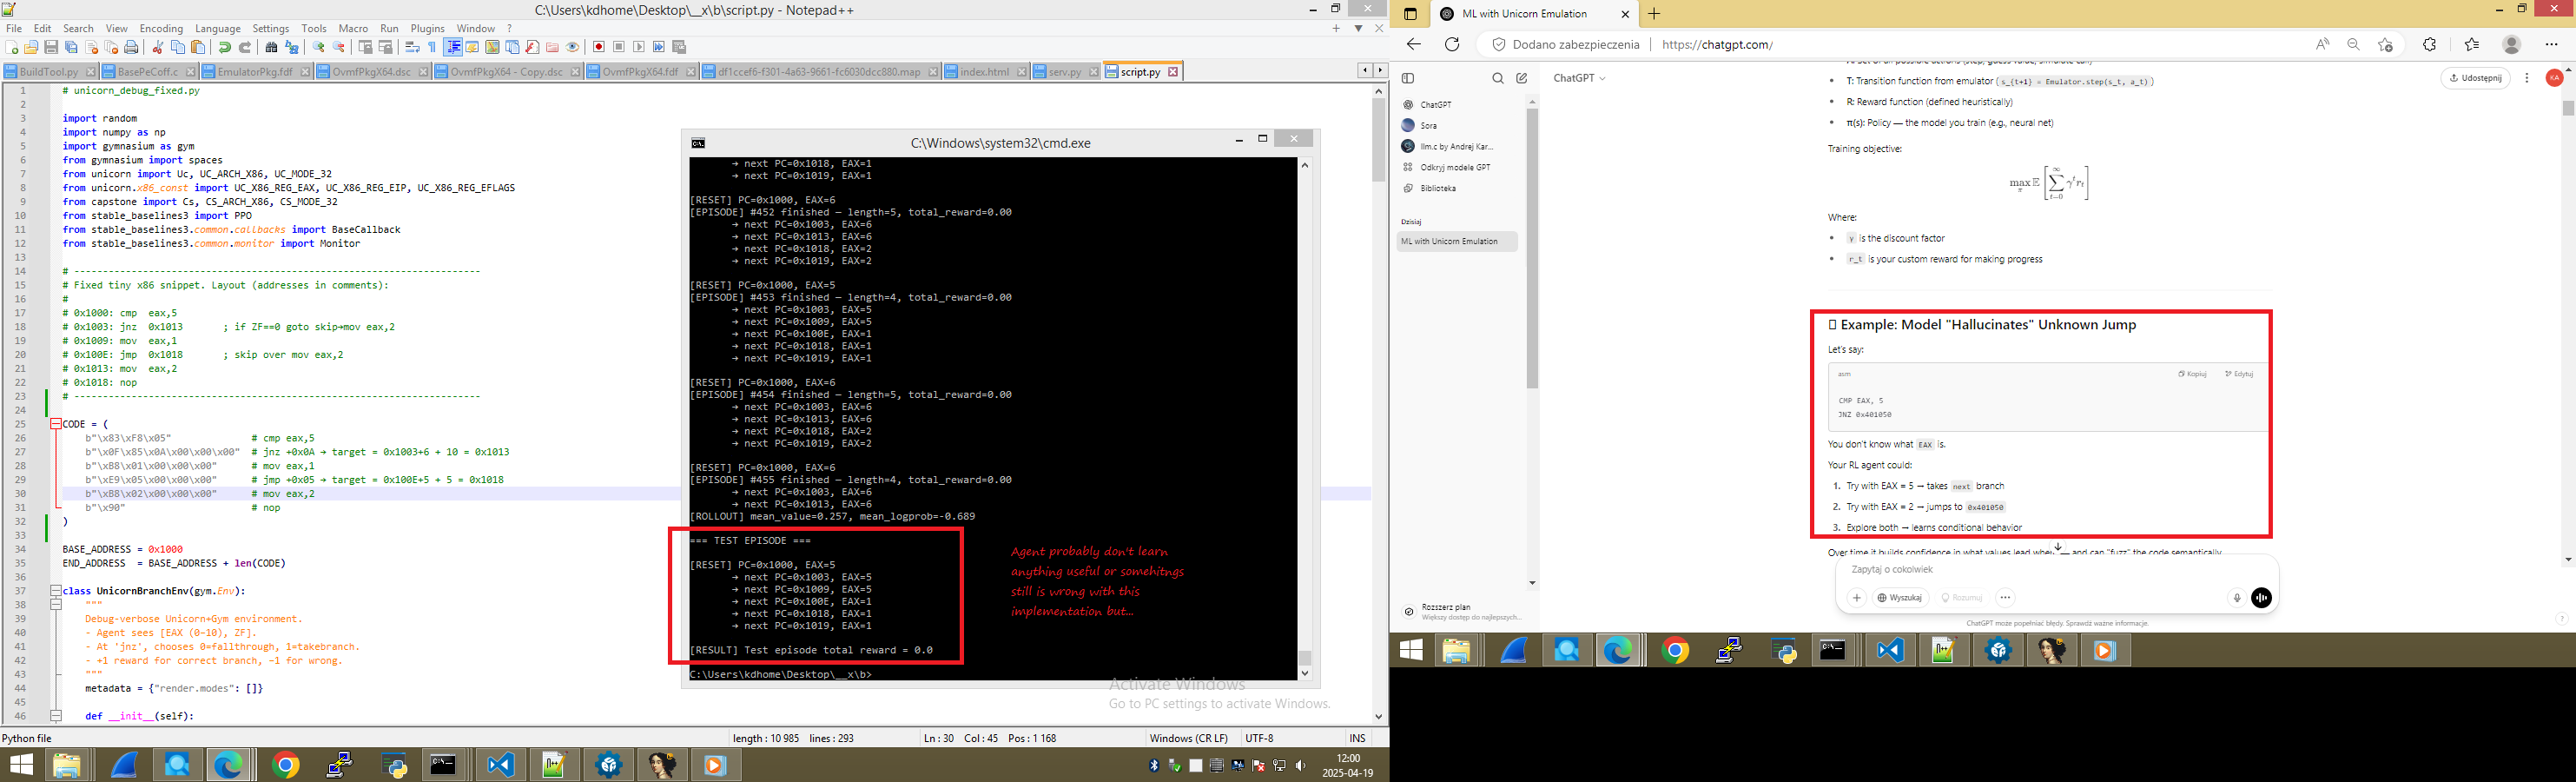 C:\Users\kdhome\Desktop\__x\b\script.py - Notepad++
File Edit Search View Encoding Language Settings Tools Macro Run Plugins Window ?
BuildTool.py BasePeCoff.c EmulatorPkg.fdf OvmfPkgX64.dsc OvmfPkgX64 - Copy.dsc OvmfPkgX64.fdf df1ccef6-f301-4a63-9661-fc6030dcc880.map index.html serv.py script.py
1 # unicorn_debug_fixed.py
2
3 import random
4 import numpy as np
5 import gymnasium as gym
6 from gymnasium import spaces
7 from unicorn import Uc, UC_ARCH_X86, UC_MODE_32
8 from unicorn.x86_const import UC_X86_REG_EAX, UC_X86_REG_EIP, UC_X86_REG_EFLAGS
9 from capstone import Cs, CS_ARCH_X86, CS_MODE_32
10 from stable_baselines3 import PPO
11 from stable_baselines3.common.callbacks import BaseCallback
12 from stable_baselines3.common.monitor import Monitor
13
14 # -----------------------------------------------------------------------
15 # Fixed tiny x86 snippet. Layout (addresses in comments):
16 #
17 # 0x1000: cmp eax,5
18 # 0x1003: jnz 0x1013 ; if ZF==0 goto skip→mov eax,2
19 # 0x1009: mov eax,1
20 # 0x100E: jmp 0x1018 ; skip over mov eax,2
21 # 0x1013: mov eax,2
22 # 0x1018: nop
23 # -----------------------------------------------------------------------
24
25 CODE = (
26 b"\x83\xF8\x05" # cmp eax,5
27 b"\x0F\x85\x0A\x00\x00\x00" # jnz +0x0A → target = 0x1003+6 + 10 = 0x1013
28 b"\xB8\x01\x00\x00\x00" # mov eax,1
29 b"\xE9\x05\x00\x00\x00" # jmp +0x05 → target = 0x100E+5 + 5 = 0x1018
30 b"\xB8\x02\x00\x00\x00" # mov eax,2
31 b"\x90" # nop
32 )
33
34 BASE_ADDRESS = 0x1000
35 END_ADDRESS = BASE_ADDRESS + len(CODE)
36
37 class UnicornBranchEnv(gym.Env):
38 """
39 Debug-verbose Unicorn+Gym environment.
40 - Agent sees [EAX (0–10), ZF].
41 - At 'jnz', chooses 0=fallthrough, 1=takebranch.
42 - +1 reward for correct branch, –1 for wrong.
43 """
44 metadata = {"render.modes": []}
45
46 def __init__(self):
Python file length : 10 985 lines : 293 Ln : 30 Col : 45 Pos : 1 168 Windows (CR LF) UTF-8 INS
C:\Windows\system32\cmd.exe
→ next PC=0x1018, EAX=1
→ next PC=0x1019, EAX=1
[RESET] PC=0x1000, EAX=6
[EPISODE] #452 finished — length=5, total_reward=0.00
→ next PC=0x1003, EAX=6
→ next PC=0x1013, EAX=6
→ next PC=0x1018, EAX=2
→ next PC=0x1019, EAX=2
[RESET] PC=0x1000, EAX=5
[EPISODE] #453 finished — length=4, total_reward=0.00
→ next PC=0x1003, EAX=5
→ next PC=0x1009, EAX=5
→ next PC=0x100E, EAX=1
→ next PC=0x1018, EAX=1
→ next PC=0x1019, EAX=1
[RESET] PC=0x1000, EAX=6
[EPISODE] #454 finished — length=5, total_reward=0.00
→ next PC=0x1003, EAX=6
→ next PC=0x1013, EAX=6
→ next PC=0x1018, EAX=2
→ next PC=0x1019, EAX=2
[RESET] PC=0x1000, EAX=6
[EPISODE] #455 finished — length=4, total_reward=0.00
→ next PC=0x1003, EAX=6
→ next PC=0x1013, EAX=6
[ROLLOUT] mean_value=0.257, mean_logprob=-0.689
=== TEST EPISODE ===
[RESET] PC=0x1000, EAX=5
→ next PC=0x1003, EAX=5
→ next PC=0x1009, EAX=5
→ next PC=0x100E, EAX=1
→ next PC=0x1018, EAX=1
→ next PC=0x1019, EAX=1
[RESULT] Test episode total reward = 0.0
C:\Users\kdhome\Desktop\__x\b>
Agent probably don't learn
anything useful or somehitngs
still is wrong with this
implementation but...
Activate Windows
Go to PC settings to activate Windows.
12:00
2025-04-19
ML with Unicorn Emulation
Dodano zabezpieczenia https://chatgpt.com/
ChatGPT
Sora
llm.c by Andrej Kar...
Odkryj modele GPT
Biblioteka
Dzisiaj
ML with Unicorn Emulation
Rozszerz plan
Większy dostęp do najlepszych...
ChatGPT
Udostępnij
KA
T: Transition function from emulator (s_{t+1} = Emulator.step(s_t, a_t))
R: Reward function (defined heuristically)
π(s): Policy — the model you train (e.g., neural net)
Training objective:
max π 𝔼 [∑ t=0 ∞ γ^t r_t]
Where:
γ is the discount factor
r_t is your custom reward for making progress
Example: Model "Hallucinates" Unknown Jump
Let's say:
asm Kopiuj Edytuj
CMP EAX, 5
JNZ 0x401050
You don't know what EAX is.
Your RL agent could:
1. Try with EAX = 5 → takes next branch
2. Try with EAX = 2 → jumps to 0x401050
3. Explore both → learns conditional behavior
Over time it builds confidence in what values lead where and can "fuzz" the code semantically
Zapytaj o cokolwiek
Wyszukaj Rozumuj
ChatGPT może popełniać błędy. Sprawdź ważne informacje.